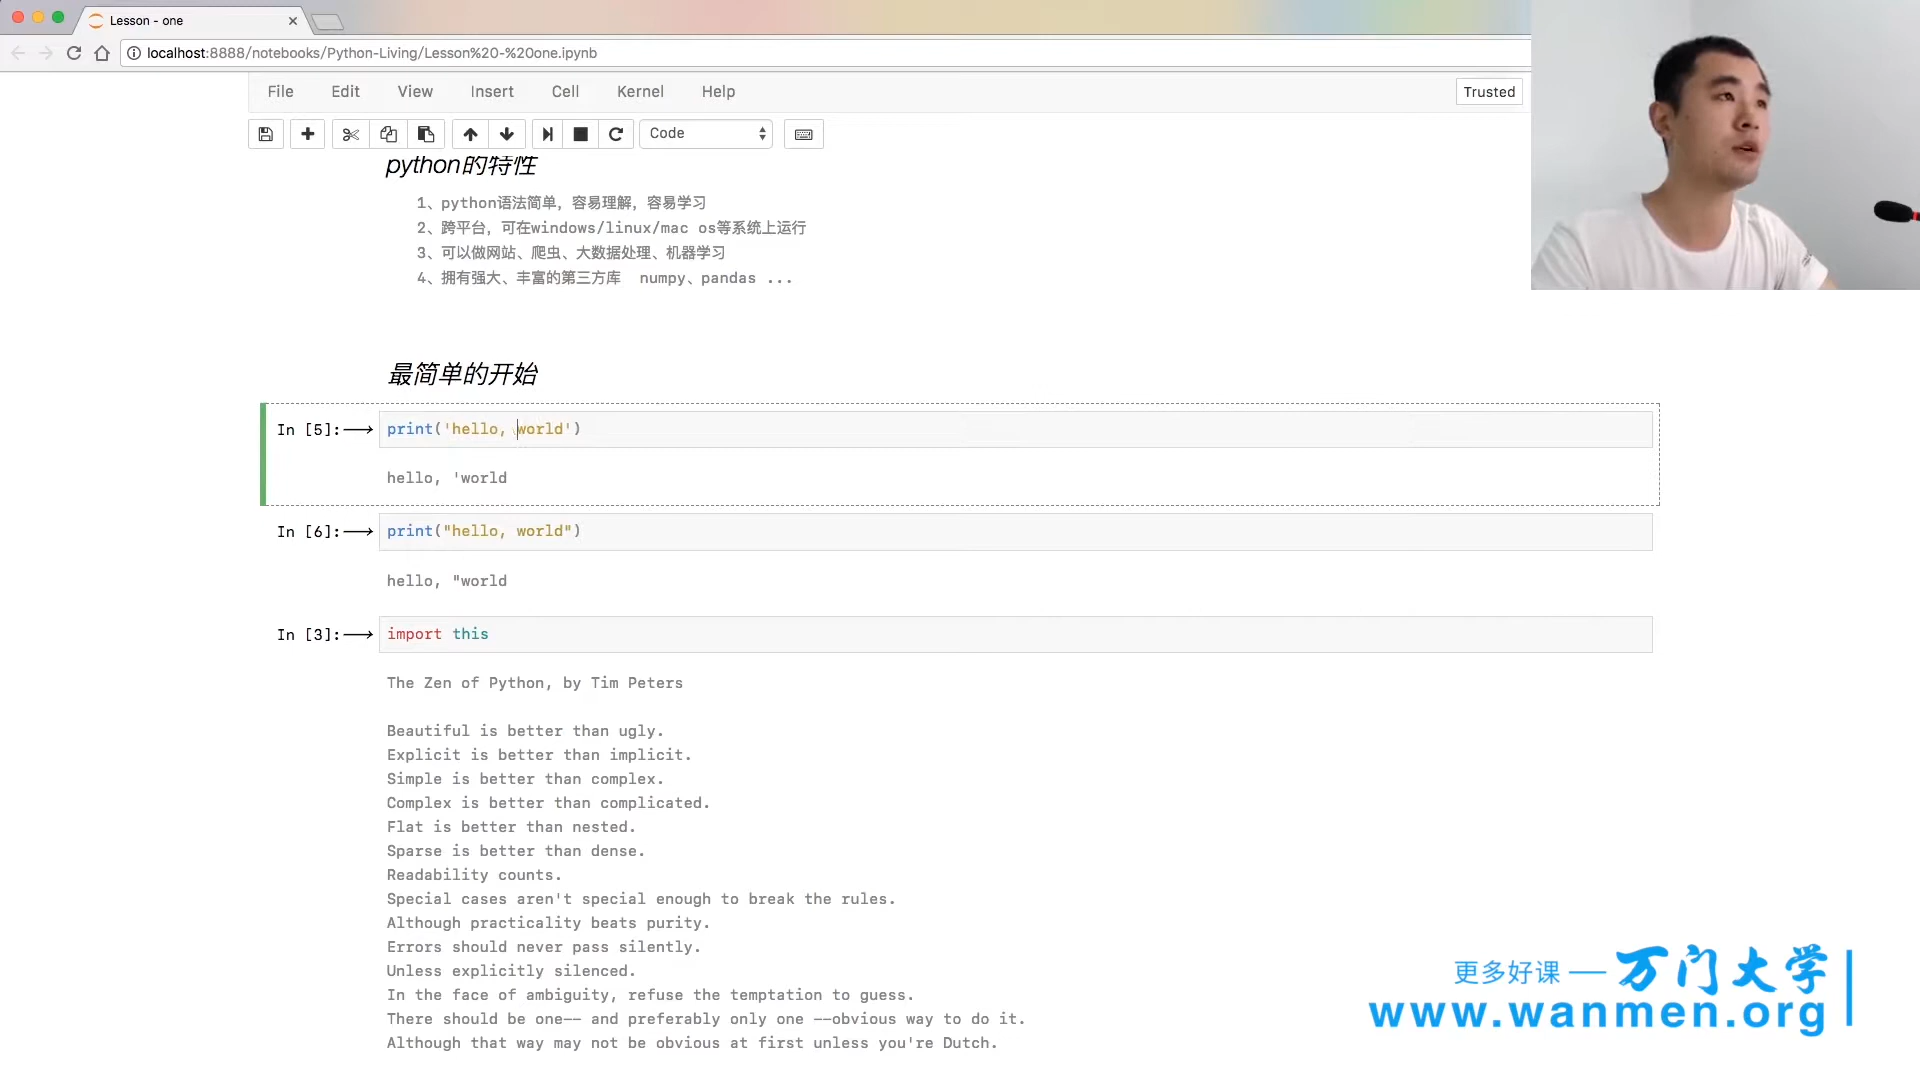 Lesson - one
localhost:8888/notebooks/Python-Living/Lesson%20-%20one.ipynb
File Edit View Insert Cell Kernel Help Trusted
Code
python的特性
1、python语法简单，容易理解，容易学习
2、跨平台，可在windows/linux/mac os等系统上运行
3、可以做网站、爬虫、大数据处理、机器学习
4、拥有强大、丰富的第三方库 numpy、pandas ...
最简单的开始
In [5]: print('hello, world')
hello, 'world
In [6]: print("hello, world")
hello, "world
In [3]: import this
The Zen of Python, by Tim Peters
Beautiful is better than ugly.
Explicit is better than implicit.
Simple is better than complex.
Complex is better than complicated.
Flat is better than nested.
Sparse is better than dense.
Readability counts.
Special cases aren't special enough to break the rules.
Although practicality beats purity.
Errors should never pass silently.
Unless explicitly silenced.
In the face of ambiguity, refuse the temptation to guess.
There should be one-- and preferably only one --obvious way to do it.
Although that way may not be obvious at first unless you're Dutch.
更多好课 — 万门大学
www.wanmen.org